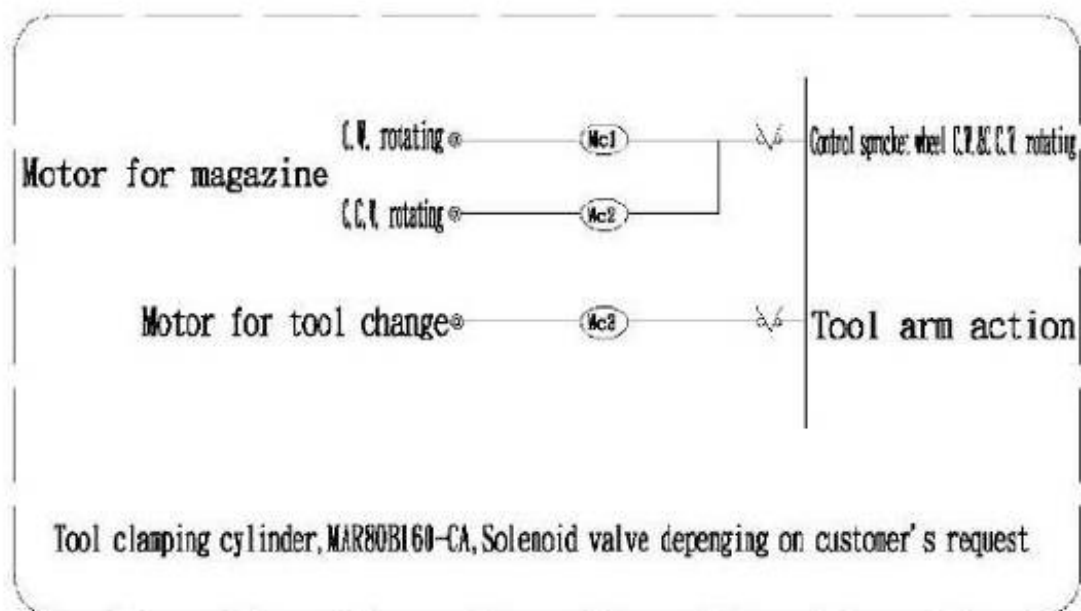 C.W. rotating
Mc1
Control sprocket wheel C.W.&C.C.W. rotating
Motor for magazine
C.C.W. rotating
Mc2
Motor for tool change
Mc3
Tool arm action
Tool clamping cylinder, MAR80B160-CA, Solenoid valve depenging on customer's request